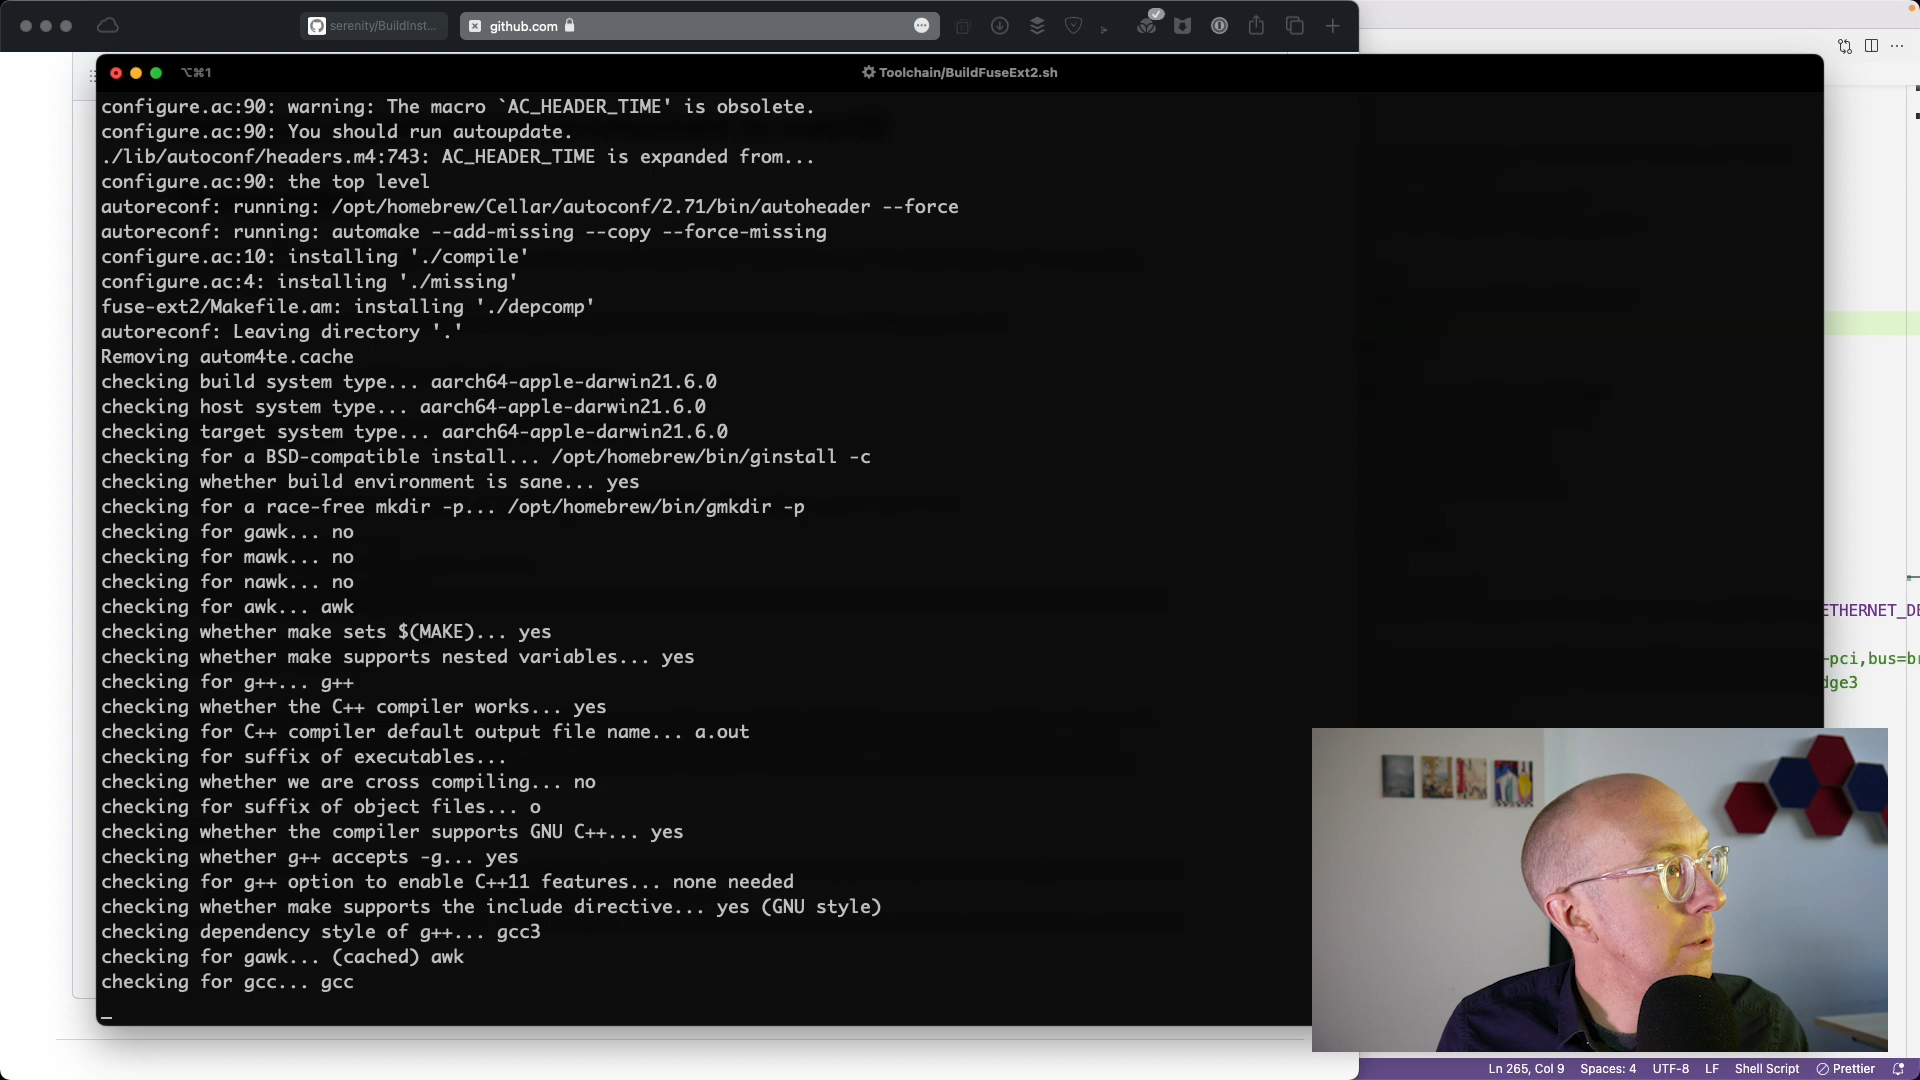 serenity/BuildInst...
github.com
⌥⌘1
Toolchain/BuildFuseExt2.sh
configure.ac:90: warning: The macro `AC_HEADER_TIME' is obsolete.
configure.ac:90: You should run autoupdate.
./lib/autoconf/headers.m4:743: AC_HEADER_TIME is expanded from...
configure.ac:90: the top level
autoreconf: running: /opt/homebrew/Cellar/autoconf/2.71/bin/autoheader --force
autoreconf: running: automake --add-missing --copy --force-missing
configure.ac:10: installing './compile'
configure.ac:4: installing './missing'
fuse-ext2/Makefile.am: installing './depcomp'
autoreconf: Leaving directory '.'
Removing autom4te.cache
checking build system type... aarch64-apple-darwin21.6.0
checking host system type... aarch64-apple-darwin21.6.0
checking target system type... aarch64-apple-darwin21.6.0
checking for a BSD-compatible install... /opt/homebrew/bin/ginstall -c
checking whether build environment is sane... yes
checking for a race-free mkdir -p... /opt/homebrew/bin/gmkdir -p
checking for gawk... no
checking for mawk... no
checking for nawk... no
checking for awk... awk
checking whether make sets $(MAKE)... yes
checking whether make supports nested variables... yes
checking for g++... g++
checking whether the C++ compiler works... yes
checking for C++ compiler default output file name... a.out
checking for suffix of executables...
checking whether we are cross compiling... no
checking for suffix of object files... o
checking whether the compiler supports GNU C++... yes
checking whether g++ accepts -g... yes
checking for g++ option to enable C++11 features... none needed
checking whether make supports the include directive... yes (GNU style)
checking dependency style of g++... gcc3
checking for gawk... (cached) awk
checking for gcc... gcc
ETHERNET_DE
-pci,bus=br
dge3
Ln 265, Col 9 Spaces: 4 UTF-8 LF Shell Script Prettier